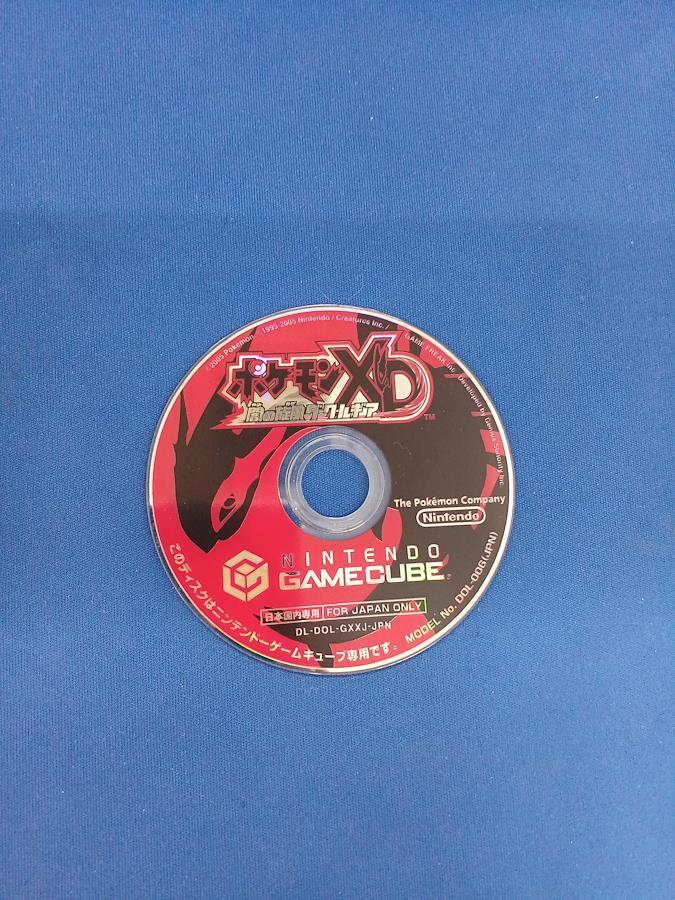 ©2005 Pokémon. 1995-2005 Nintendo / Creatures Inc. / GAME FREAK inc. Developed by Genius Sonority Inc.
ポケモンXD
闇の旋風ダーク・ルギア
TM
The Pokémon Company
Nintendo
NINTENDO
GAMECUBE
日本国内専用 FOR JAPAN ONLY
DL-DOL-GXXJ-JPN
このディスクはニンテンドーゲームキューブ専用です。 MODEL No. DOL-006(JPN)